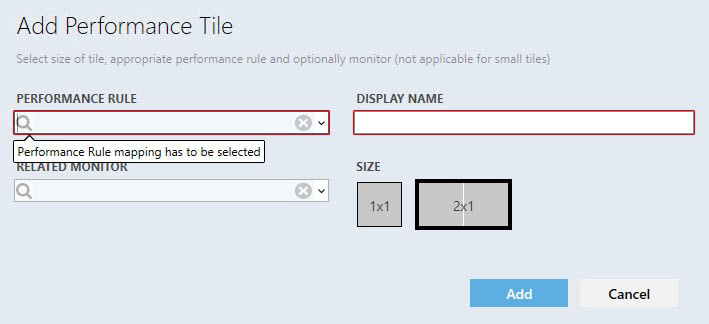 Add Performance Tile
Select size of tile, appropriate performance rule and optionally monitor (not applicable for small tiles)
PERFORMANCE RULE
DISPLAY NAME
Performance Rule mapping has to be selected
RELATED MONITOR
SIZE
1x1
2x1
Add
Cancel